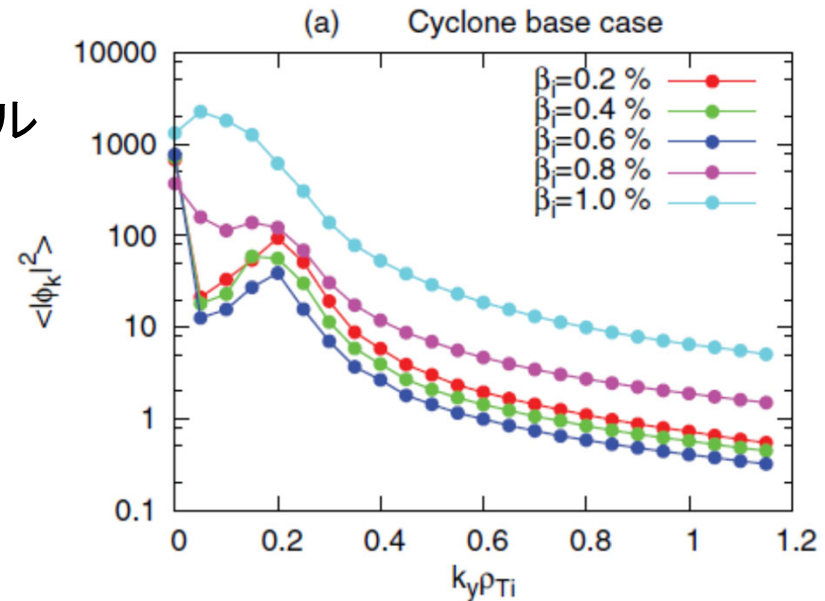 (a) Cyclone base case
ル
10000
1000
100
10
1
0.1
<|ϕₖ|²>
βᵢ=0.2 %
βᵢ=0.4 %
βᵢ=0.6 %
βᵢ=0.8 %
βᵢ=1.0 %
0 0.2 0.4 0.6 0.8 1 1.2
kᵧρTi